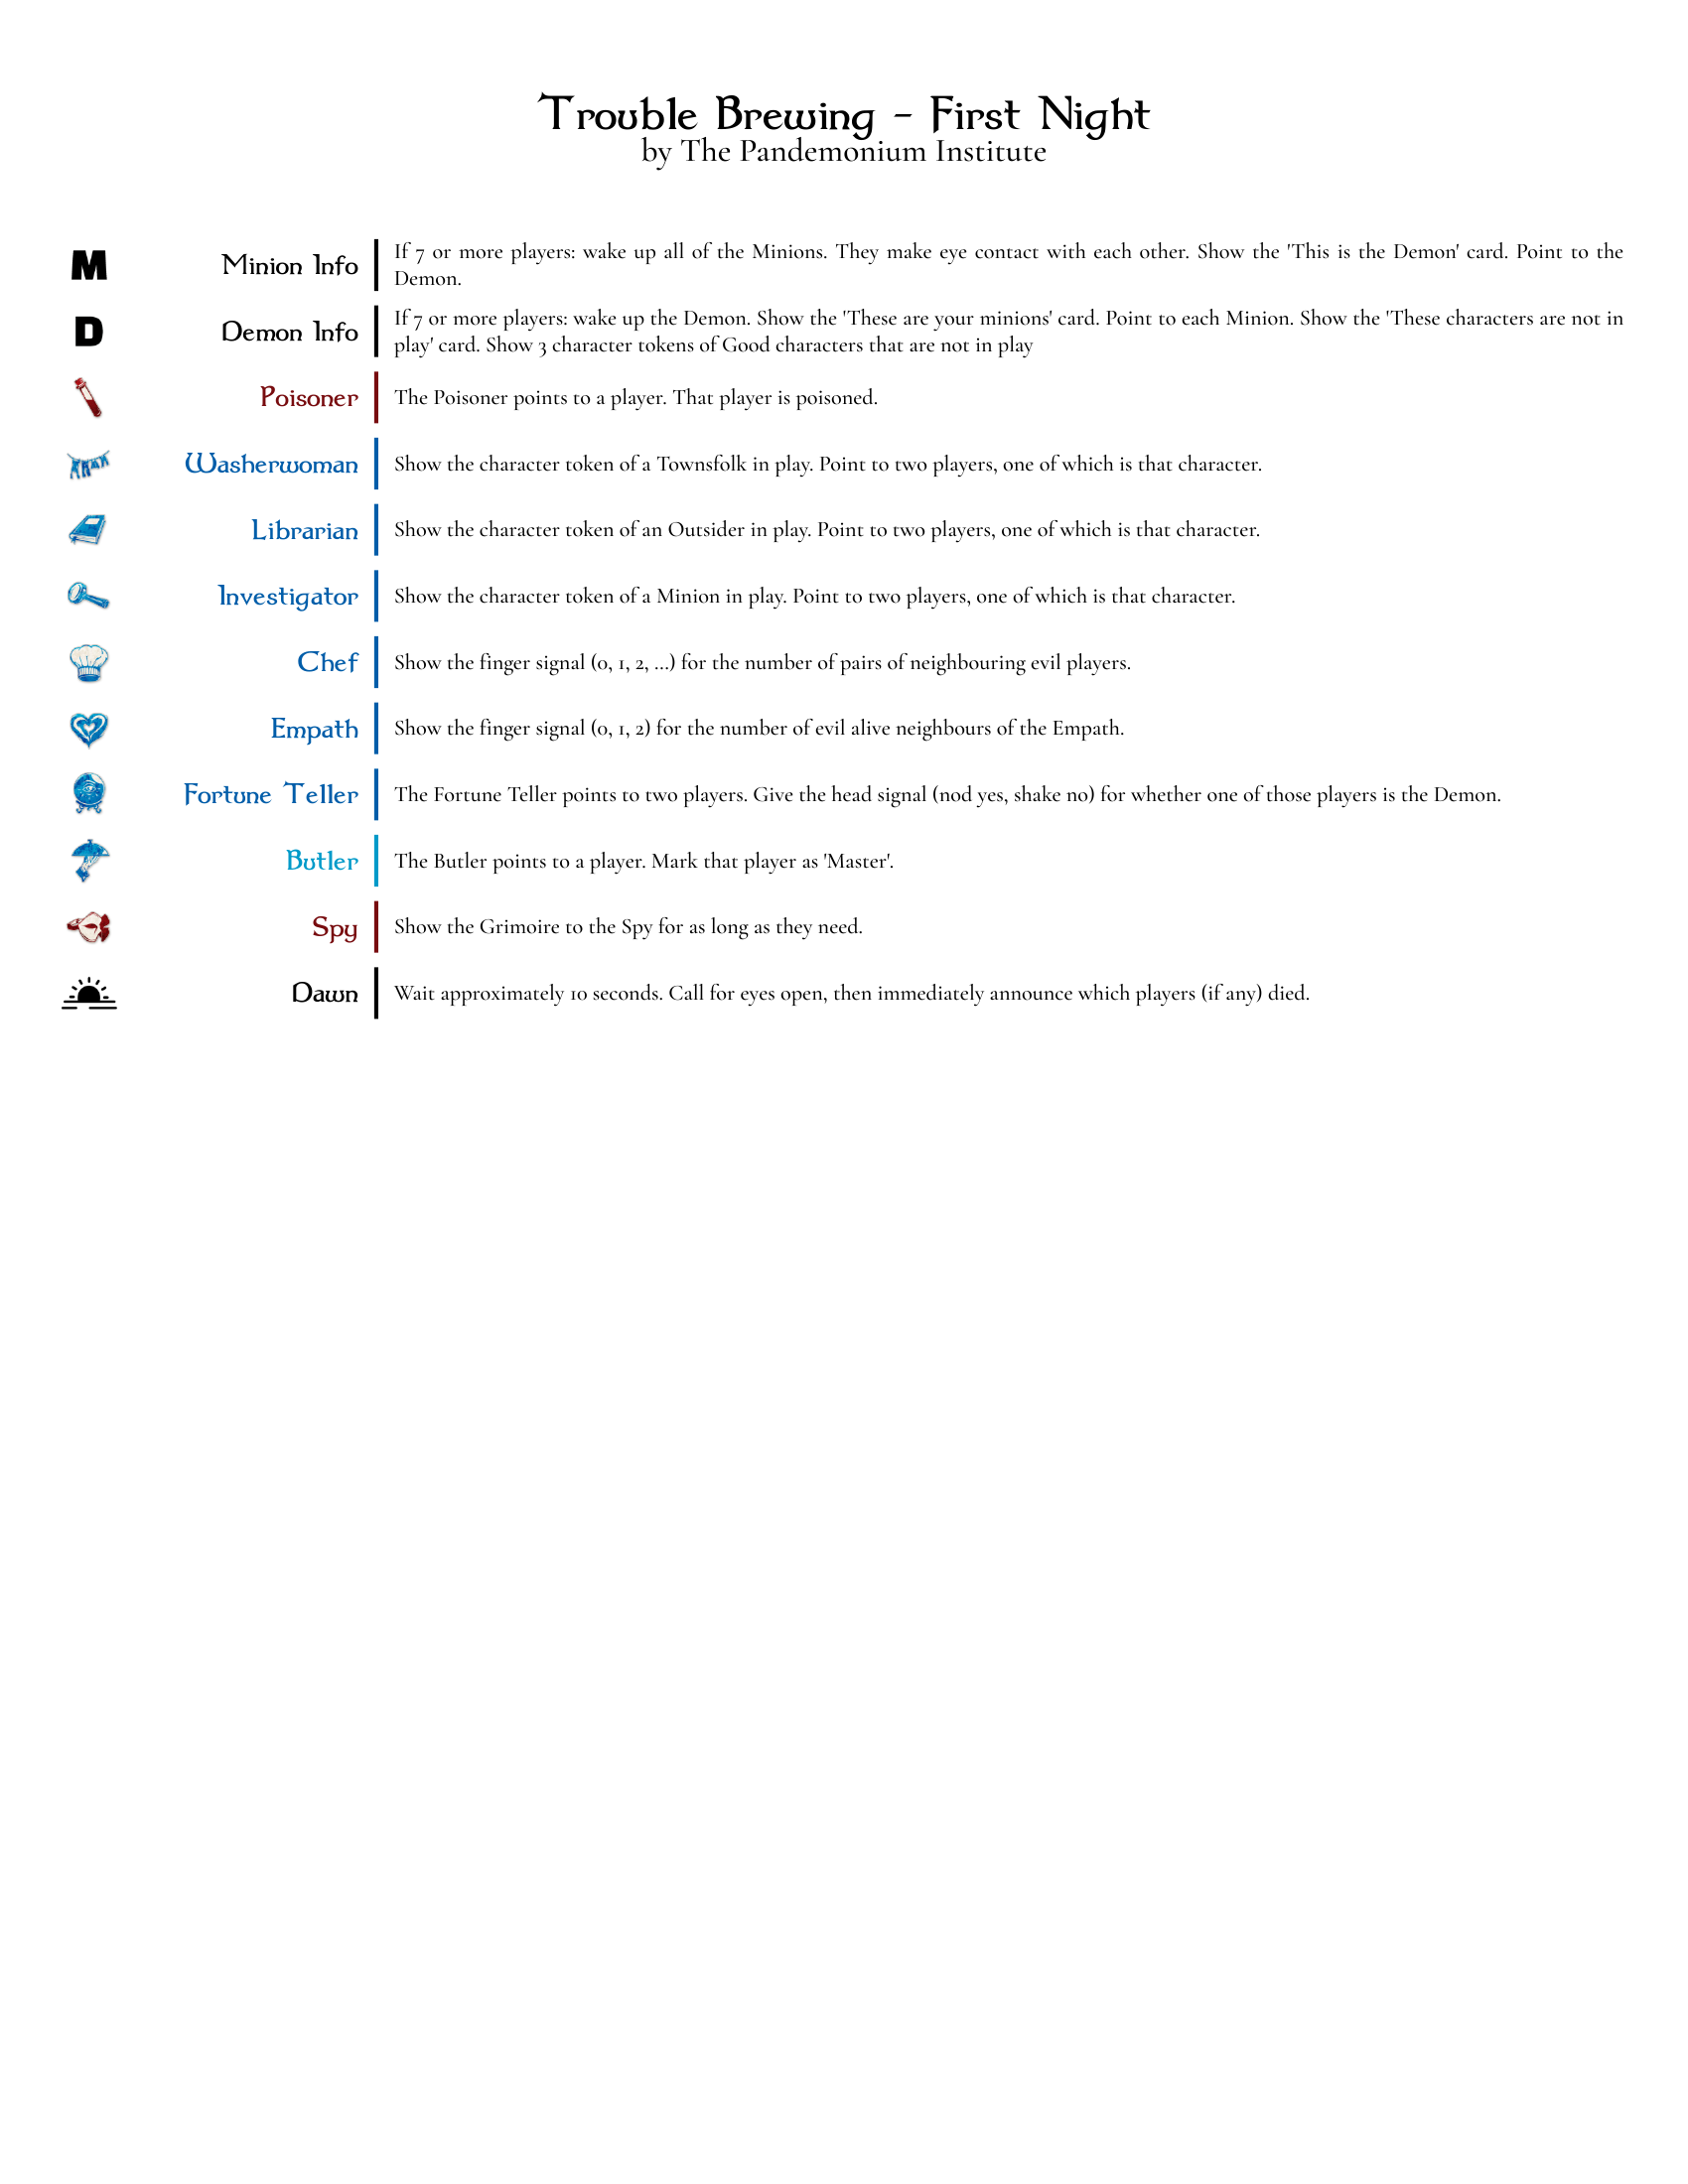 Trouble Brewing - First Night
by The Pandemonium Institute
M
Minion Info
If 7 or more players: wake up all of the Minions. They make eye contact with each other. Show the 'This is the Demon' card. Point to the
Demon.
D
Demon Info
If 7 or more players: wake up the Demon. Show the 'These are your minions' card. Point to each Minion. Show the 'These characters are not in
play' card. Show 3 character tokens of Good characters that are not in play
Poisoner
The Poisoner points to a player. That player is poisoned.
Washerwoman
Show the character token of a Townsfolk in play. Point to two players, one of which is that character.
Librarian
Show the character token of an Outsider in play. Point to two players, one of which is that character.
Investigator
Show the character token of a Minion in play. Point to two players, one of which is that character.
Chef
Show the finger signal (0, 1, 2, ...) for the number of pairs of neighbouring evil players.
Empath
Show the finger signal (0, 1, 2) for the number of evil alive neighbours of the Empath.
Fortune Teller
The Fortune Teller points to two players. Give the head signal (nod yes, shake no) for whether one of those players is the Demon.
Butler
The Butler points to a player. Mark that player as 'Master'.
Spy
Show the Grimoire to the Spy for as long as they need.
Dawn
Wait approximately 10 seconds. Call for eyes open, then immediately announce which players (if any) died.